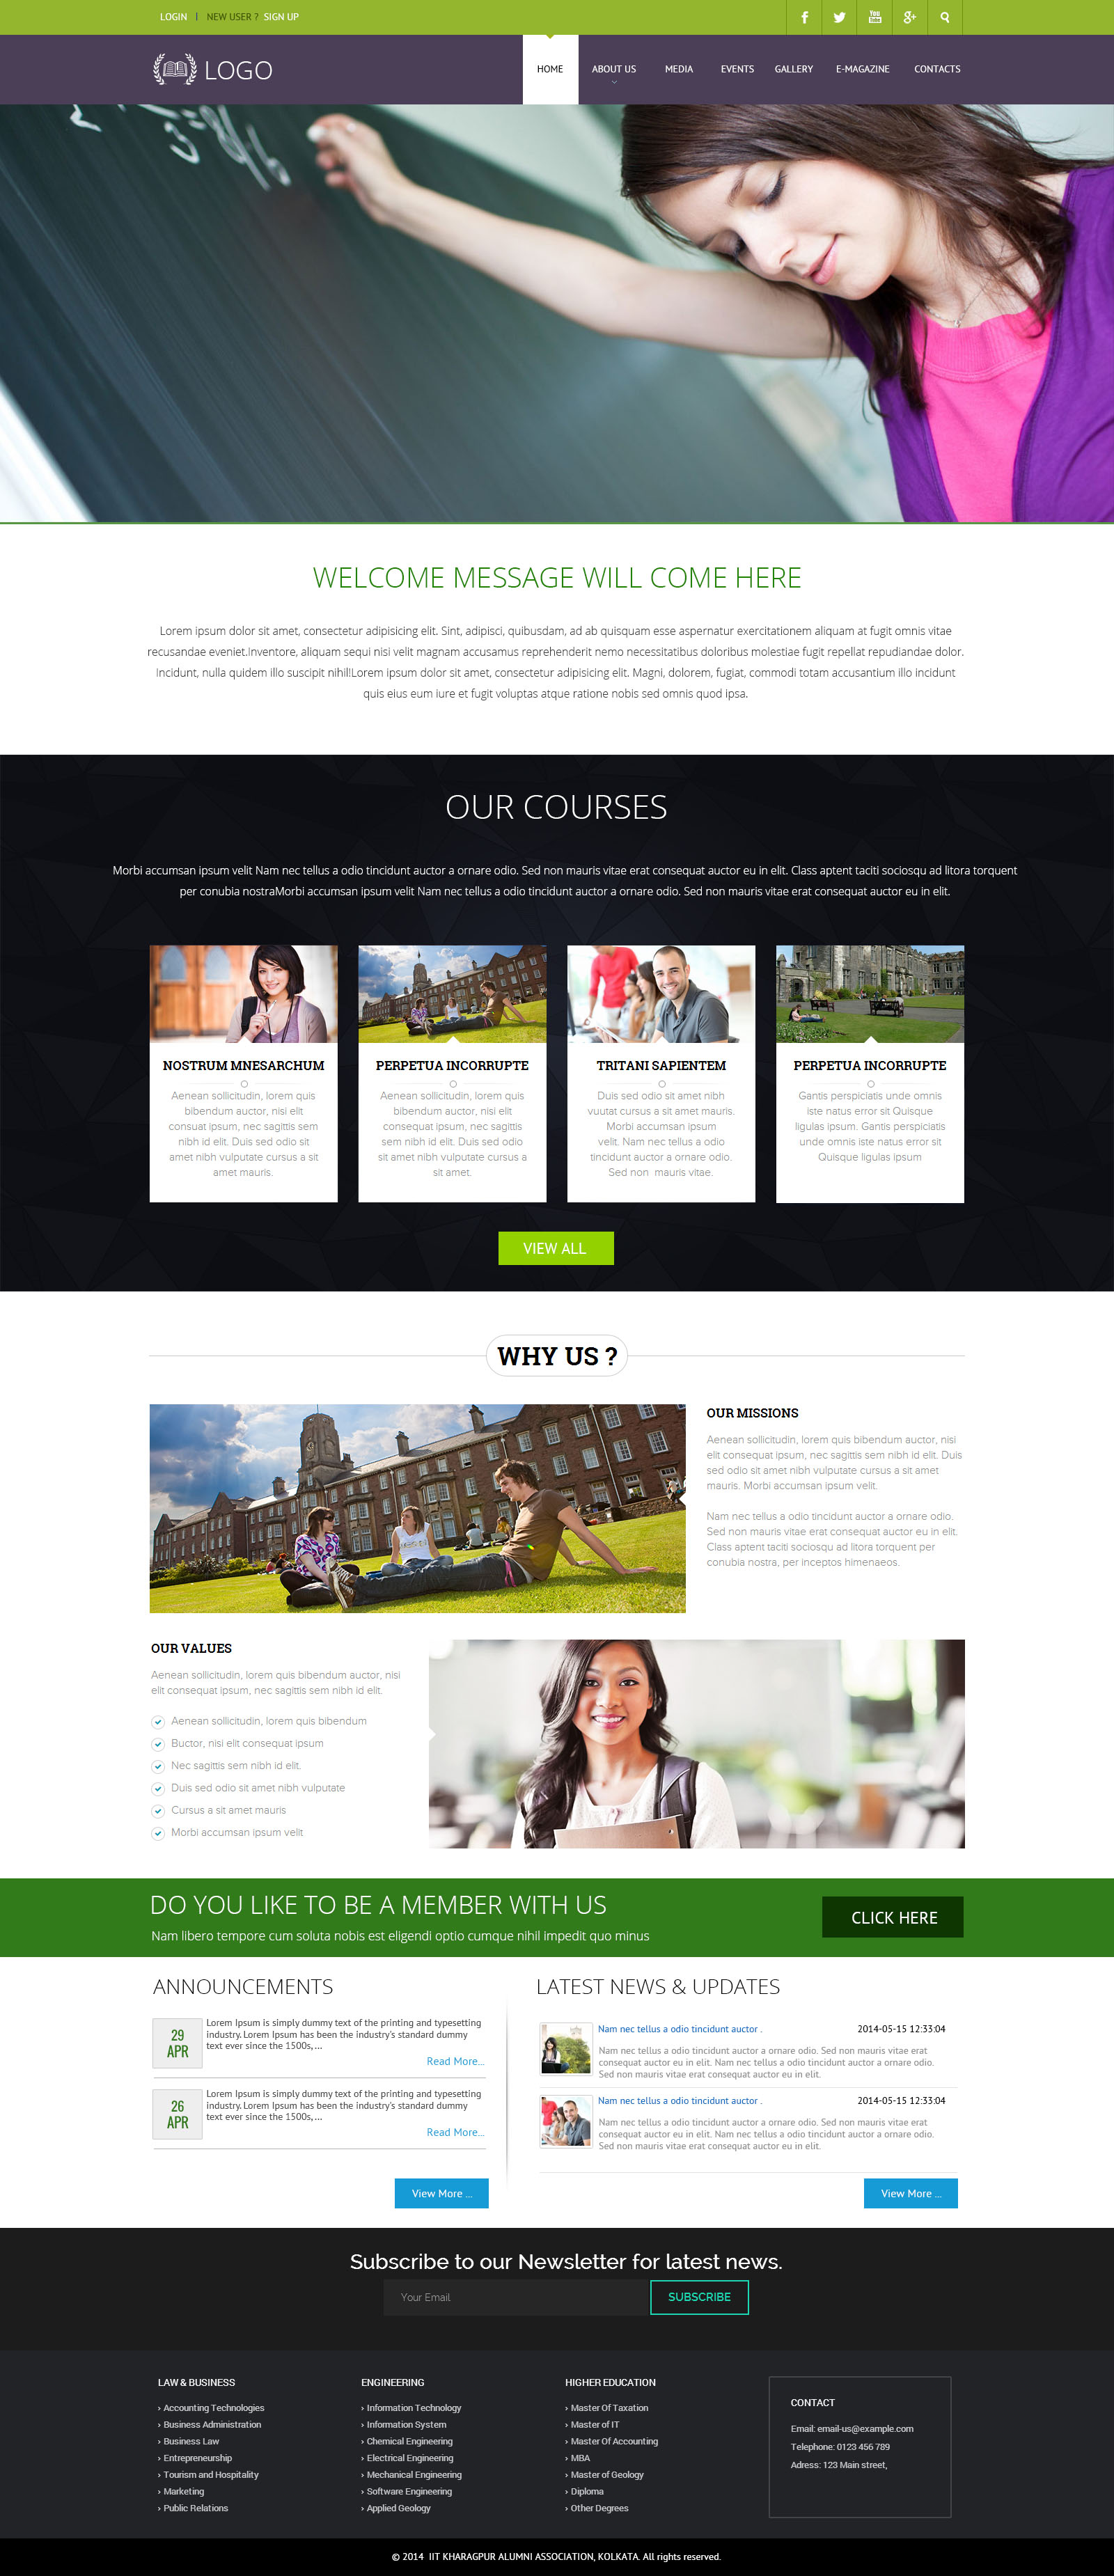 LOGIN | NEW USER ? SIGN UP
LOGO
HOME ABOUT US MEDIA EVENTS GALLERY E-MAGAZINE CONTACTS
WELCOME MESSAGE WILL COME HERE
Lorem ipsum dolor sit amet, consectetur adipisicing elit. Sint, adipisci, quibusdam, ad ab quisquam esse aspernatur exercitationem aliquam at fugit omnis vitae
recusandae eveniet.Inventore, aliquam sequi nisi velit magnam accusamus reprehenderit nemo necessitatibus doloribus molestiae fugit repellat repudiandae dolor.
Incidunt, nulla quidem illo suscipit nihil!Lorem ipsum dolor sit amet, consectetur adipisicing elit. Magni, dolorem, fugiat, commodi totam accusantium illo incidunt
quis eius eum iure et fugit voluptas atque ratione nobis sed omnis quod ipsa.
OUR COURSES
Morbi accumsan ipsum velit Nam nec tellus a odio tincidunt auctor a ornare odio. Sed non mauris vitae erat consequat auctor eu in elit. Class aptent taciti sociosqu ad litora torquent
per conubia nostraMorbi accumsan ipsum velit Nam nec tellus a odio tincidunt auctor a ornare odio. Sed non mauris vitae erat consequat auctor eu in elit.
NOSTRUM MNESARCHUM
Aenean sollicitudin, lorem quis
bibendum auctor, nisi elit
consuat ipsum, nec sagittis sem
nibh id elit. Duis sed odio sit
amet nibh vulputate cursus a sit
amet mauris.
PERPETUA INCORRUPTE
Aenean sollicitudin, lorem quis
bibendum auctor, nisi elit
consequat ipsum, nec sagittis
sem nibh id elit. Duis sed odio
sit amet nibh vulputate cursus a
sit amet.
TRITANI SAPIENTEM
Duis sed odio sit amet nibh
vuutat cursus a sit amet mauris.
Morbi accumsan ipsum
velit. Nam nec tellus a odio
tincidunt auctor a ornare odio.
Sed non mauris vitae.
PERPETUA INCORRUPTE
Gantis perspiciatis unde omnis
iste natus error sit Quisque
ligulas ipsum. Gantis perspiciatis
unde omnis iste natus error sit
Quisque ligulas ipsum
VIEW ALL
WHY US ?
OUR MISSIONS
Aenean sollicitudin, lorem quis bibendum auctor, nisi
elit consequat ipsum, nec sagittis sem nibh id elit. Duis
sed odio sit amet nibh vulputate cursus a sit amet
mauris. Morbi accumsan ipsum velit.
Nam nec tellus a odio tincidunt auctor a ornare odio.
Sed non mauris vitae erat consequat auctor eu in elit.
Class aptent taciti sociosqu ad litora torquent per
conubia nostra, per inceptos himenaeos.
OUR VALUES
Aenean sollicitudin, lorem quis bibendum auctor, nisi
elit consequat ipsum, nec sagittis sem nibh id elit.
Aenean sollicitudin, lorem quis bibendum
Buctor, nisi elit consequat ipsum
Nec sagittis sem nibh id elit.
Duis sed odio sit amet nibh vulputate
Cursus a sit amet mauris
Morbi accumsan ipsum velit
DO YOU LIKE TO BE A MEMBER WITH US
Nam libero tempore cum soluta nobis est eligendi optio cumque nihil impedit quo minus
CLICK HERE
ANNOUNCEMENTS
29
APR
Lorem Ipsum is simply dummy text of the printing and typesetting
industry. Lorem Ipsum has been the industry's standard dummy
text ever since the 1500s, ...
Read More...
26
APR
Lorem Ipsum is simply dummy text of the printing and typesetting
industry. Lorem Ipsum has been the industry's standard dummy
text ever since the 1500s, ...
Read More...
View More ...
LATEST NEWS & UPDATES
Nam nec tellus a odio tincidunt auctor . 2014-05-15 12:33:04
Nam nec tellus a odio tincidunt auctor a ornare odio. Sed non mauris vitae erat
consequat auctor eu in elit. Nam nec tellus a odio tincidunt auctor a ornare odio.
Sed non mauris vitae erat consequat auctor eu in elit.
Nam nec tellus a odio tincidunt auctor . 2014-05-15 12:33:04
Nam nec tellus a odio tincidunt auctor a ornare odio. Sed non mauris vitae erat
consequat auctor eu in elit. Nam nec tellus a odio tincidunt auctor a ornare odio.
Sed non mauris vitae erat consequat auctor eu in elit.
View More ...
Subscribe to our Newsletter for latest news.
Your Email SUBSCRIBE
LAW & BUSINESS
› Accounting Technologies
› Business Administration
› Business Law
› Entrepreneurship
› Tourism and Hospitality
› Marketing
› Public Relations
ENGINEERING
› Information Technology
› Information System
› Chemical Engineering
› Electrical Engineering
› Mechanical Engineering
› Software Engineering
› Applied Geology
HIGHER EDUCATION
› Master Of Taxation
› Master of IT
› Master Of Accounting
› MBA
› Master of Geology
› Diploma
› Other Degrees
CONTACT
Email: email-us@example.com
Telephone: 0123 456 789
Adress: 123 Main street,
© 2014 IIT KHARAGPUR ALUMNI ASSOCIATION, KOLKATA. All rights reserved.